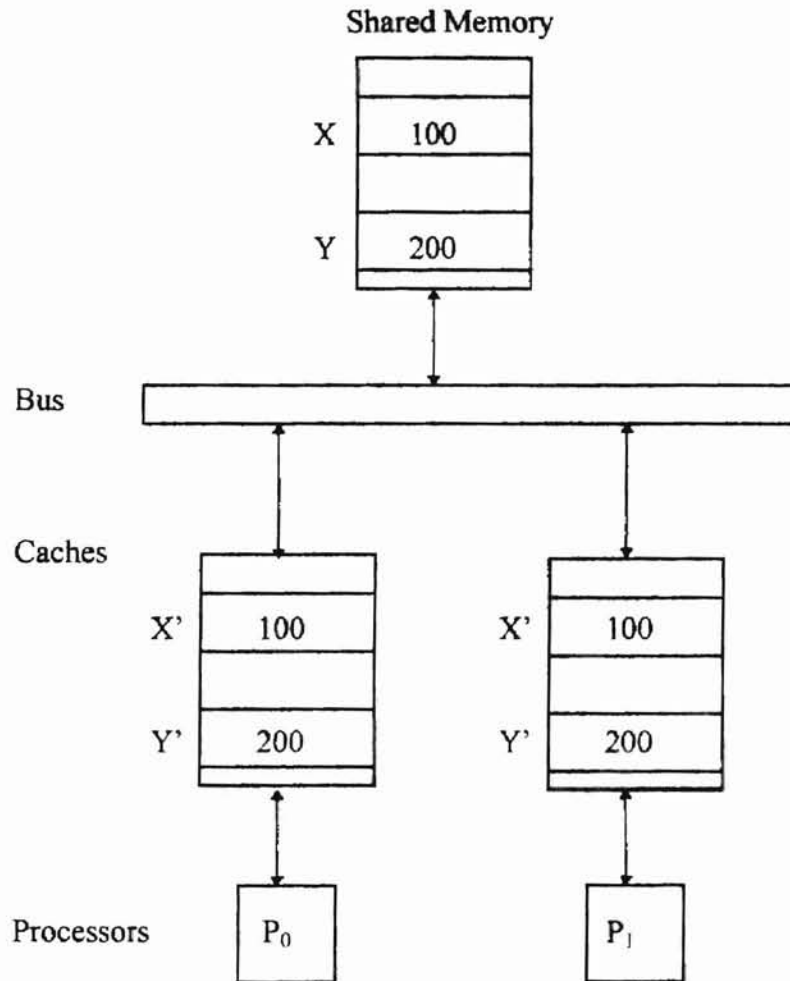 Shared Memory
X 100
Y 200
Bus
Caches
X' 100 X' 100
Y' 200 Y' 200
Processors P₀ P₁